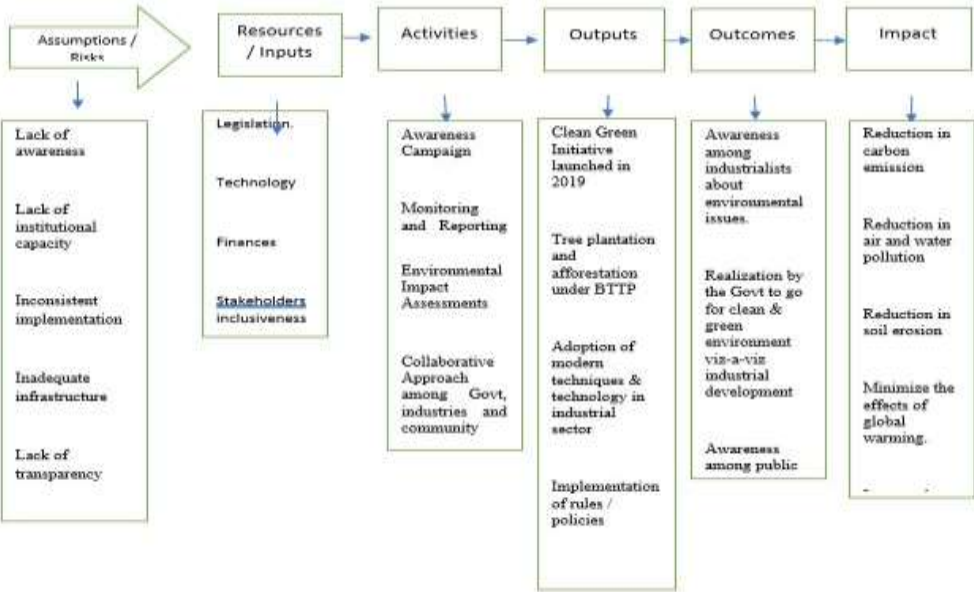 Assumptions /
Risks
Resources
/ Inputs
Activities
Outputs
Outcomes
Impact
Lack of
awareness
Lack of
institutional
capacity
Inconsistent
implementation
Inadequate
infrastructure
Lack of
transparency
Legislation.
Technology
Finances
Stakeholders
inclusiveness
Awareness
Campaign
Monitoring
and Reporting
Environmental
Impact
Assessments
Collaborative
Approach
among Govt,
industries and
community
Clean Green
Initiative
launched in
2019
Tree plantation
and
afforestation
under BTTP
Adoption of
modern
techniques &
technology in
industrial
sector
Implementation
of rules /
policies
Awareness
among
industrialists
about
environmental
issues.
Realization by
the Govt to go
for clean &
green
environment
viz-a-viz
industrial
development
Awareness
among public
Reduction in
carbon
emission
Reduction in
air and water
pollution
Reduction in
soil erosion
Minimize the
effects of
global
warming.